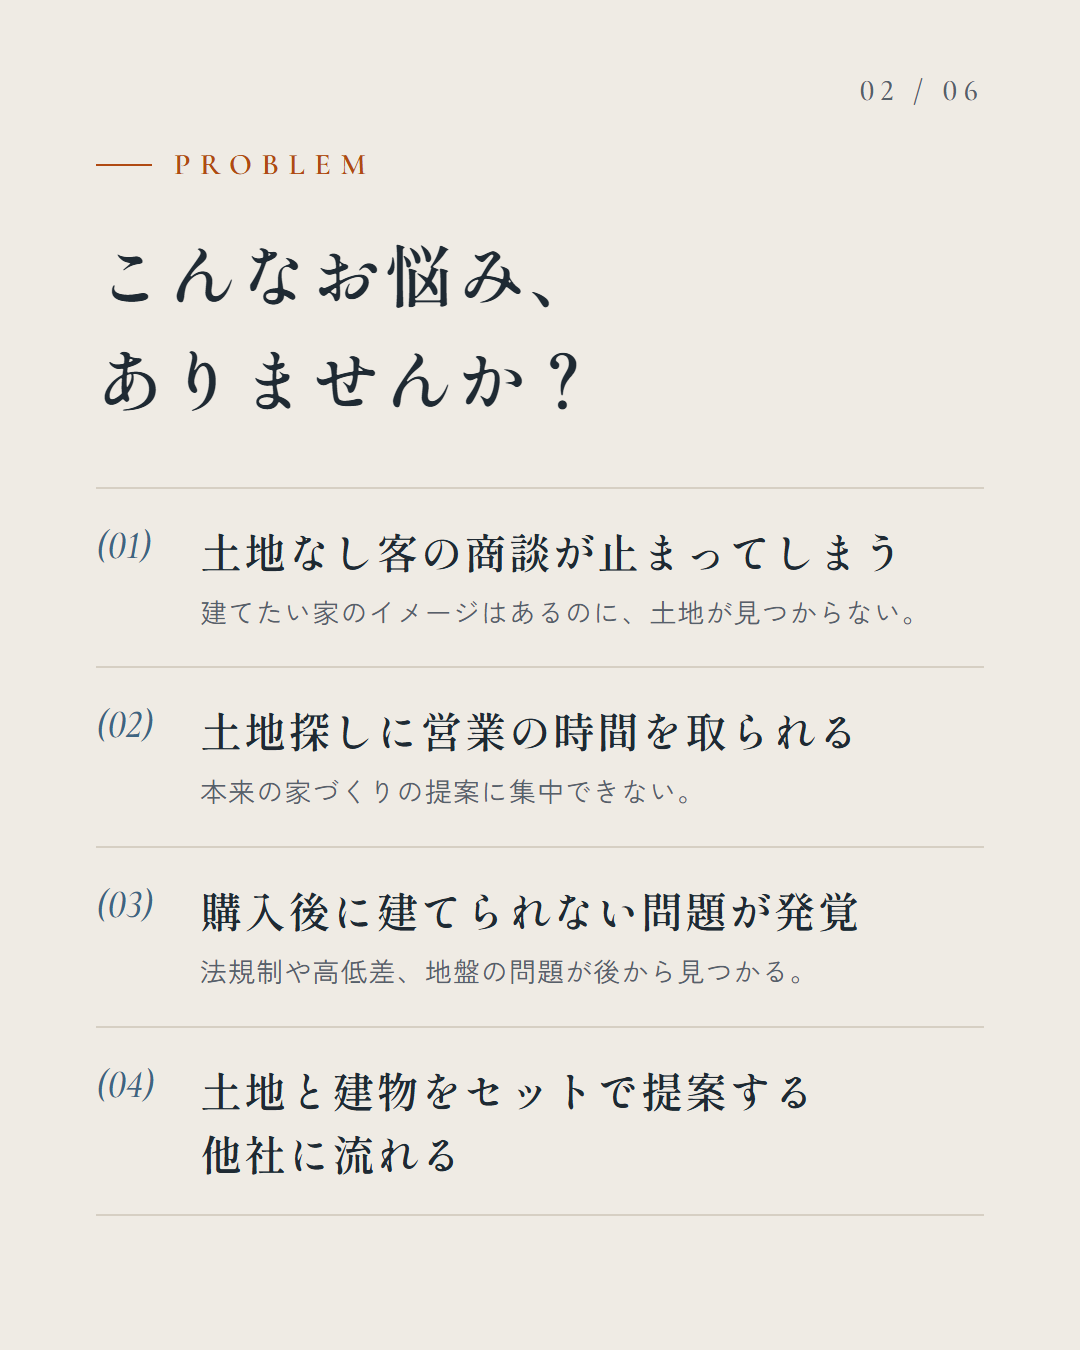 02 / 06
PROBLEM
こんなお悩み、
ありませんか？
(01)
土地なし客の商談が止まってしまう
建てたい家のイメージはあるのに、土地が見つからない。
(02)
土地探しに営業の時間を取られる
本来の家づくりの提案に集中できない。
(03)
購入後に建てられない問題が発覚
法規制や高低差、地盤の問題が後から見つかる。
(04)
土地と建物をセットで提案する
他社に流れる